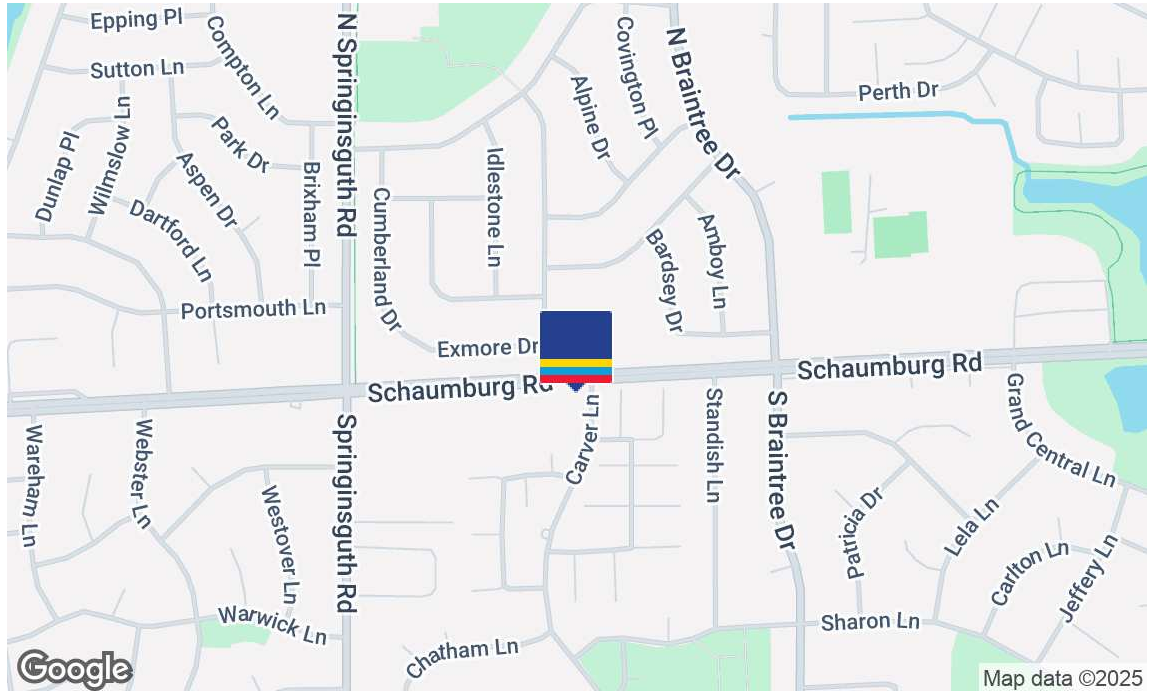 Epping Pl
Compton Ln
N Springinsguth Rd
Covington Pl
N Braintree Dr
Sutton Ln
Alpine Dr
Perth Dr
Dunlap Pl
Wilmslow Ln
Park Dr
Aspen Dr
Brixham Pl
Idlestone Ln
Cumberland Dr
Dartford Ln
Amboy Ln
Bardsey Dr
Portsmouth Ln
Exmore Dr
Schaumburg Rd
Schaumburg Rd
Grand Central Ln
Wareham Ln
Webster Ln
Springinsguth Rd
Carver Ln
Standish Ln
S Braintree Dr
Westover Ln
Patricia Dr
Lela Ln
Carlton Ln
Jeffery Ln
Warwick Ln
Sharon Ln
Chatham Ln
Google
Map data ©2025